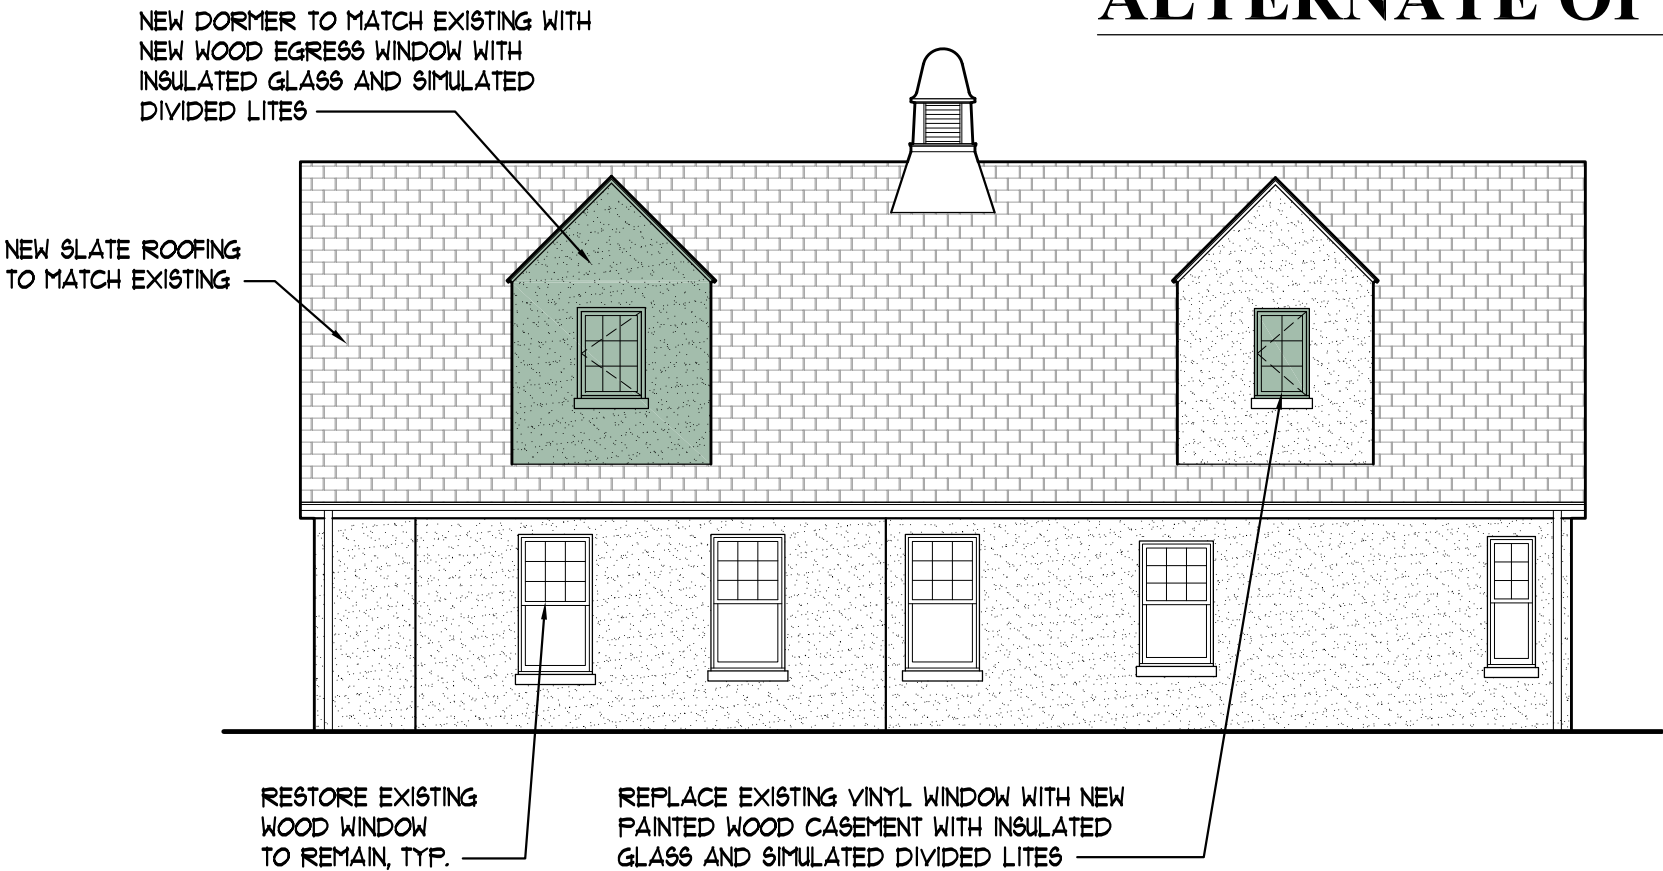 ALTERNATE OP
NEW DORMER TO MATCH EXISTING WITH
NEW WOOD EGRESS WINDOW WITH
INSULATED GLASS AND SIMULATED
DIVIDED LITES
NEW SLATE ROOFING
TO MATCH EXISTING
RESTORE EXISTING
WOOD WINDOW
TO REMAIN, TYP.
REPLACE EXISTING VINYL WINDOW WITH NEW
PAINTED WOOD CASEMENT WITH INSULATED
GLASS AND SIMULATED DIVIDED LITES